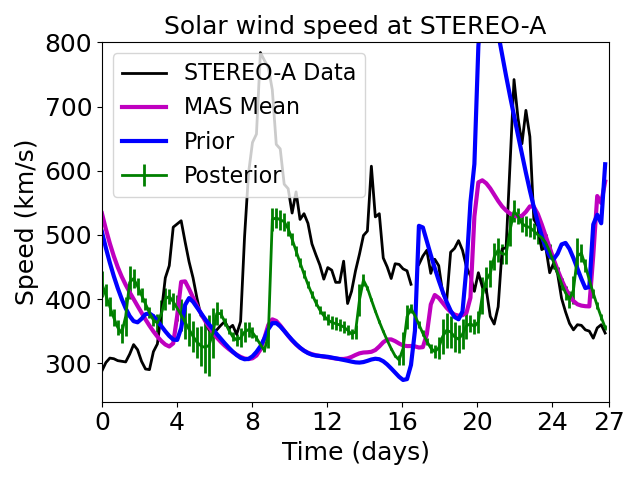 Solar wind speed at STEREO-A
800
700
600
500
400
300
Speed (km/s)
STEREO-A Data
MAS Mean
Prior
Posterior
0 4 8 12 16 20 24 27
Time (days)